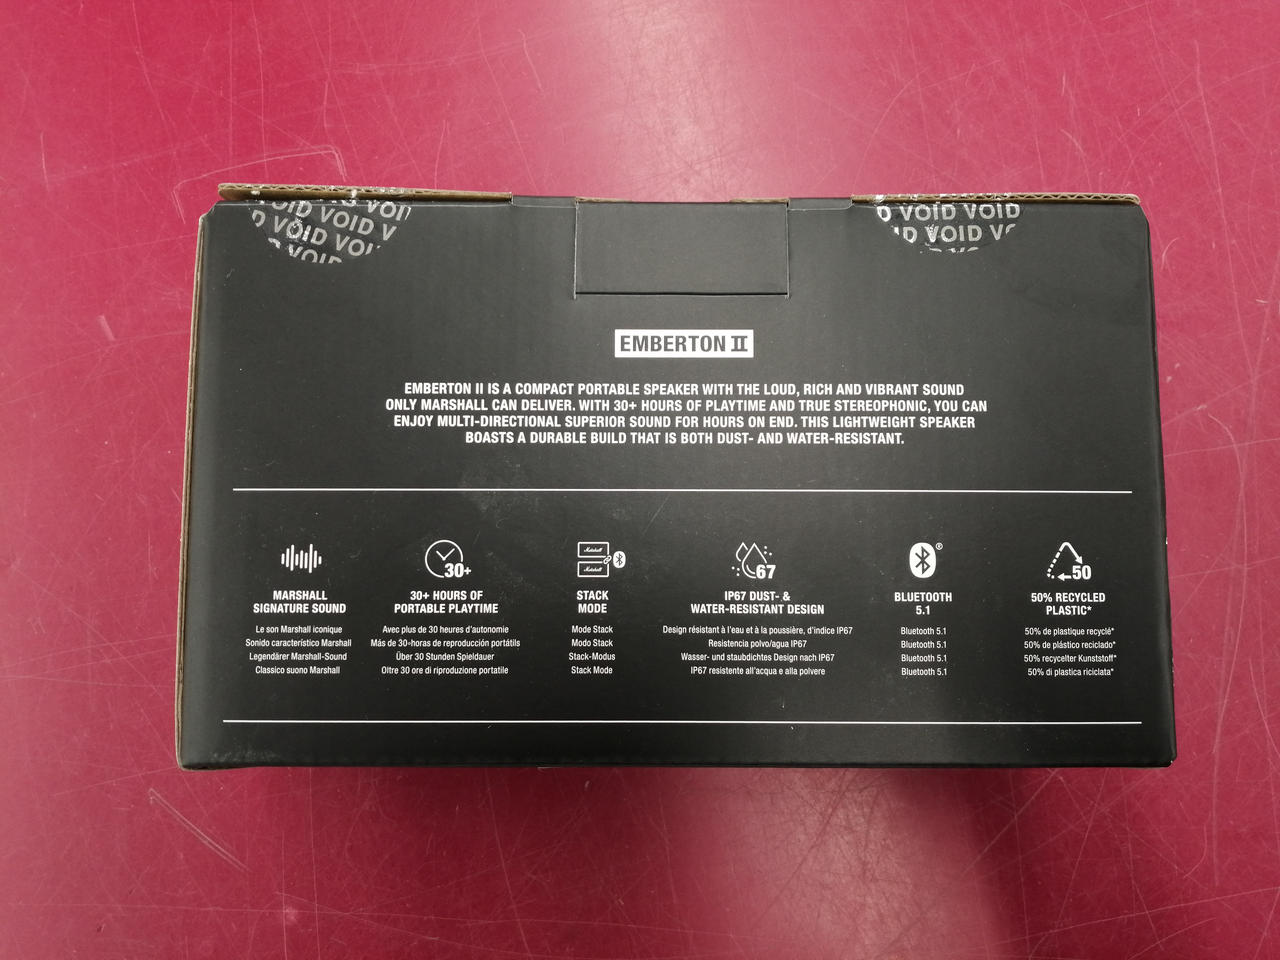 VOID VOI
VOID VOID V
VOID VOI
VOID
VOID VOID
VOID
EMBERTON II
EMBERTON II IS A COMPACT PORTABLE SPEAKER WITH THE LOUD, RICH AND VIBRANT SOUND
ONLY MARSHALL CAN DELIVER. WITH 30+ HOURS OF PLAYTIME AND TRUE STEREOPHONIC, YOU CAN
ENJOY MULTI-DIRECTIONAL SUPERIOR SOUND FOR HOURS ON END. THIS LIGHTWEIGHT SPEAKER
BOASTS A DURABLE BUILD THAT IS BOTH DUST- AND WATER-RESISTANT.
MARSHALL
SIGNATURE SOUND
Le son Marshall iconique
Sonido característico Marshall
Legendärer Marshall-Sound
Classico suono Marshall
30+
30+ HOURS OF
PORTABLE PLAYTIME
Avec plus de 30 heures d'autonomie
Más de 30-horas de reproducción portátils
Über 30 Stunden Spieldauer
Oltre 30 ore di riproduzione portatile
Marshall
Marshall
STACK
MODE
Mode Stack
Modo Stack
Stack-Modus
Stack Mode
67
IP67 DUST- &
WATER-RESISTANT DESIGN
Design résistant à l'eau et à la poussière, d'indice IP67
Resistencia polvo/agua IP67
Wasser- und staubdichtes Design nach IP67
IP67 resistente all'acqua e alla polvere
®
BLUETOOTH
5.1
Bluetooth 5.1
Bluetooth 5.1
Bluetooth 5.1
Bluetooth 5.1
50
50% RECYCLED
PLASTIC*
50% de plastique recyclé*
50% de plástico reciclado*
50% recycelter Kunststoff*
50% di plastica riciclata*